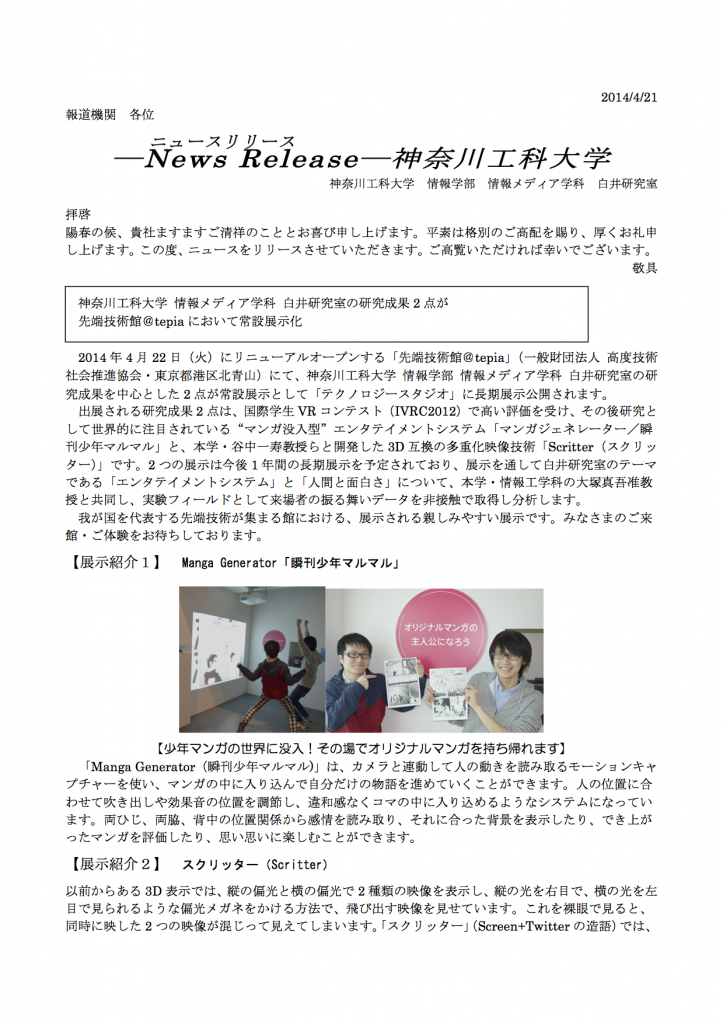 2014/4/21
報道機関　各位
ニュースリリース
―News Release―神奈川工科大学
神奈川工科大学　情報学部　情報メディア学科　白井研究室
拝啓
陽春の候、貴社ますますご清祥のこととお喜び申し上げます。平素は格別のご高配を賜り、厚くお礼申
し上げます。この度、ニュースをリリースさせていただきます。ご高覧いただければ幸いでございます。
敬具
神奈川工科大学 情報メディア学科 白井研究室の研究成果 2 点が
先端技術館＠tepia において常設展示化
2014 年 4 月 22 日（火）にリニューアルオープンする「先端技術館@tepia」（一般財団法人 高度技術
社会推進協会・東京都港区北青山）にて、神奈川工科大学 情報学部 情報メディア学科 白井研究室の研
究成果を中心とした 2 点が常設展示として「テクノロジースタジオ」に長期展示公開されます。
出展される研究成果 2 点は、国際学生 VR コンテスト（IVRC2012）で高い評価を受け、その後研究と
して世界的に注目されている “マンガ没入型” エンタテイメントシステム「マンガジェネレーター／瞬
刊少年マルマル」と、本学・谷中一寿教授らと開発した 3D 互換の多重化映像技術「Scritter（スクリッ
ター）」です。2 つの展示は今後 1 年間の長期展示を予定されており、展示を通して白井研究室のテーマ
である「エンタテイメントシステム」と「人間と面白さ」について、本学・情報工学科の大塚真吾准教
授と共同し、実験フィールドとして来場者の振る舞いデータを非接触で取得し分析します。
我が国を代表する先端技術が集まる館における、展示される親しみやすい展示です。みなさまのご来
館・ご体験をお待ちしております。
【展示紹介１】　Manga Generator「瞬刊少年マルマル」
オリジナルマンガの
主人公になろう
【少年マンガの世界に没入！その場でオリジナルマンガを持ち帰れます】
「Manga Generator（瞬刊少年マルマル)」は、カメラと連動して人の動きを読み取るモーションキャ
プチャーを使い、マンガの中に入り込んで自分だけの物語を進めていくことができます。人の位置に合
わせて吹き出しや効果音の位置を調節し、違和感なくコマの中に入り込めるようなシステムになってい
ます。両ひじ、両脇、背中の位置関係から感情を読み取り、それに合った背景を表示したり、でき上が
ったマンガを評価したり、思い思いに楽しむことができます。
【展示紹介２】　スクリッター（Scritter）
以前からある 3D 表示では、縦の偏光と横の偏光で 2 種類の映像を表示し、縦の光を右目で、横の光を左
目で見られるような偏光メガネをかける方法で、飛び出す映像を見せています。これを裸眼で見ると、
同時に映した 2 つの映像が混じって見えてしまいます。「スクリッター」（Screen+Twitter の造語）では、